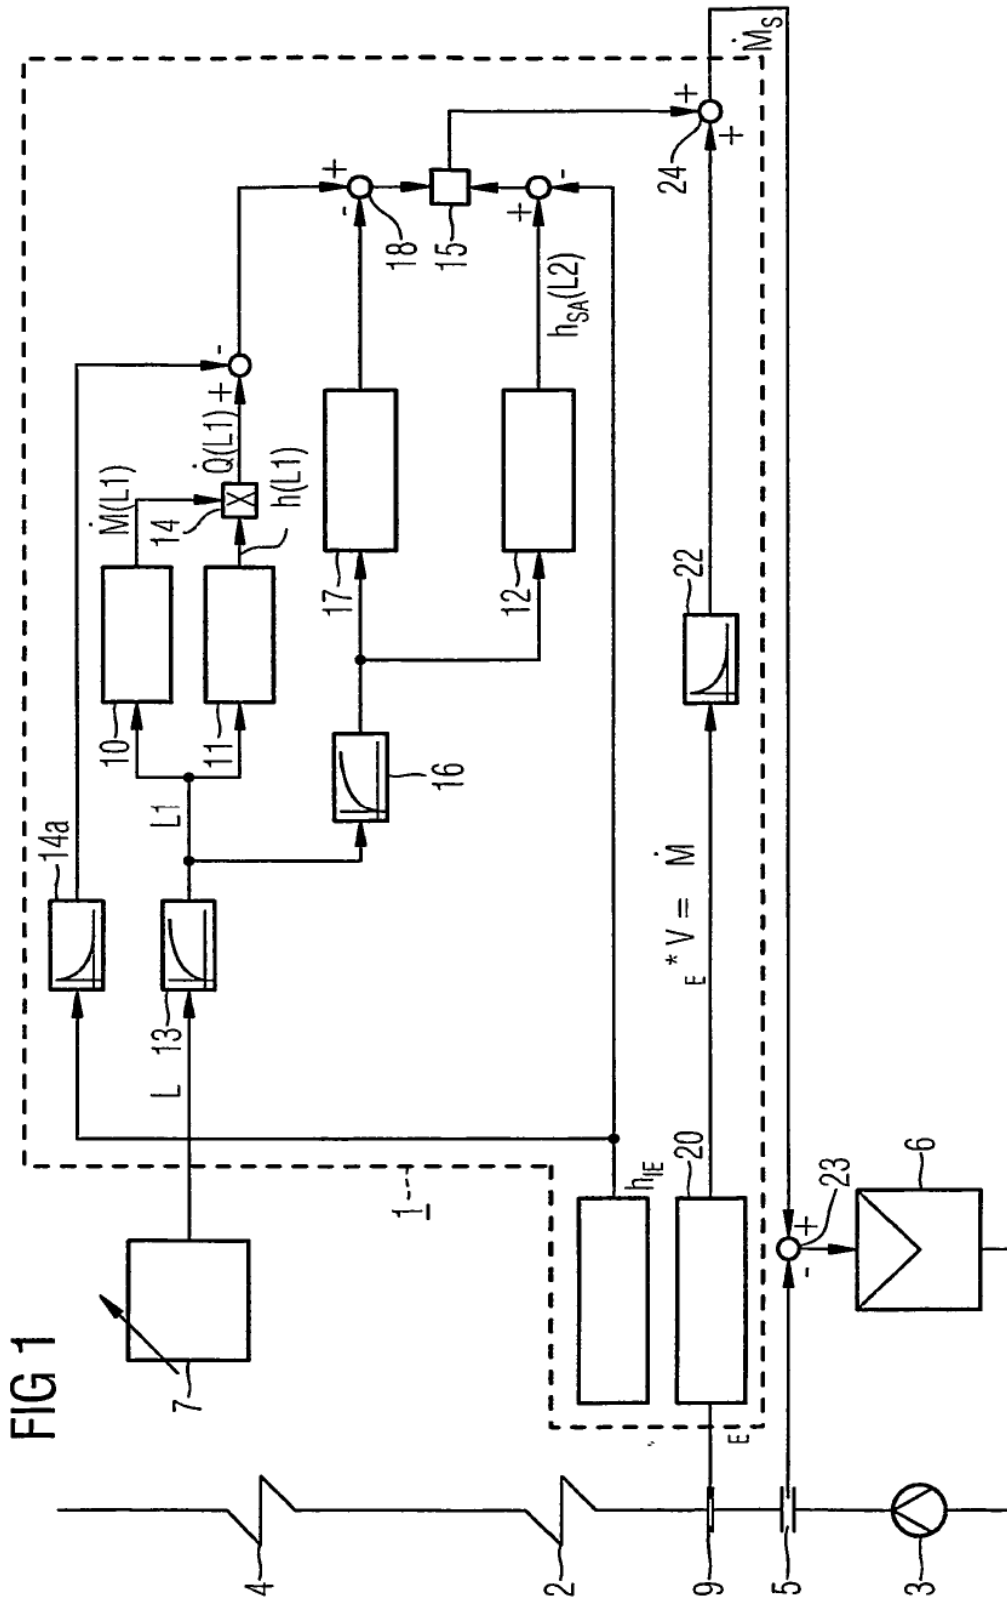 FIG 1
7
L
13
14a
L1
10
11
Ṁ(L1)
14
Q̇(L1)
h(L1)
+
-
16
17
12
h_SA(L2)
18
15
+
-
+
-
1
h_IE
20
E
E * V = Ṁ
22
24
+
+
Ṁ_S
4
2
9
5
3
6
23
+
-